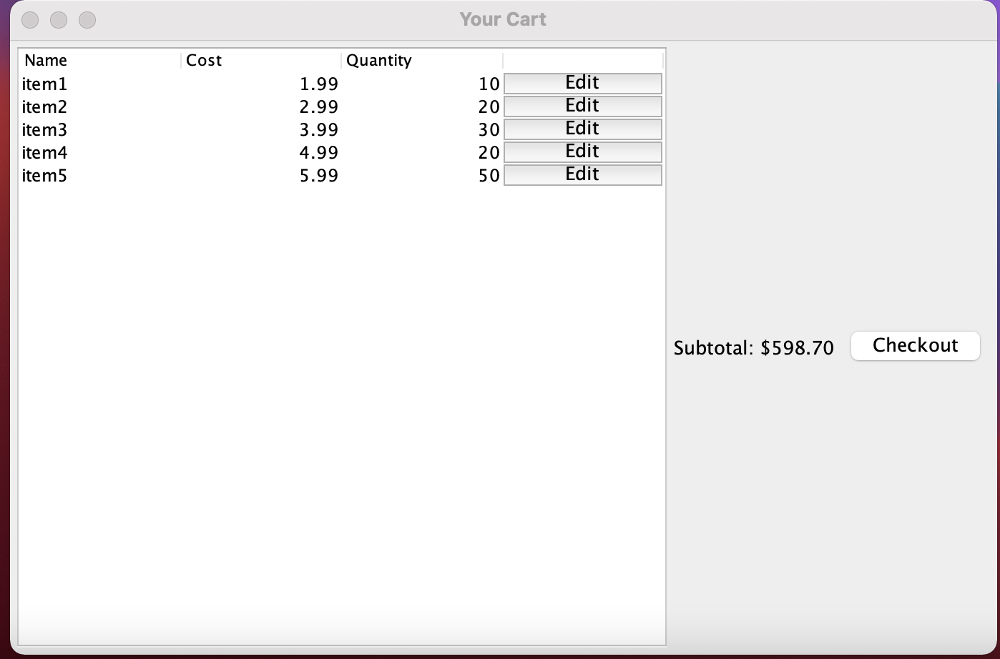 Your Cart
Name Cost Quantity
item1 1.99 10 Edit
item2 2.99 20 Edit
item3 3.99 30 Edit
item4 4.99 20 Edit
item5 5.99 50 Edit
Subtotal: $598.70 Checkout